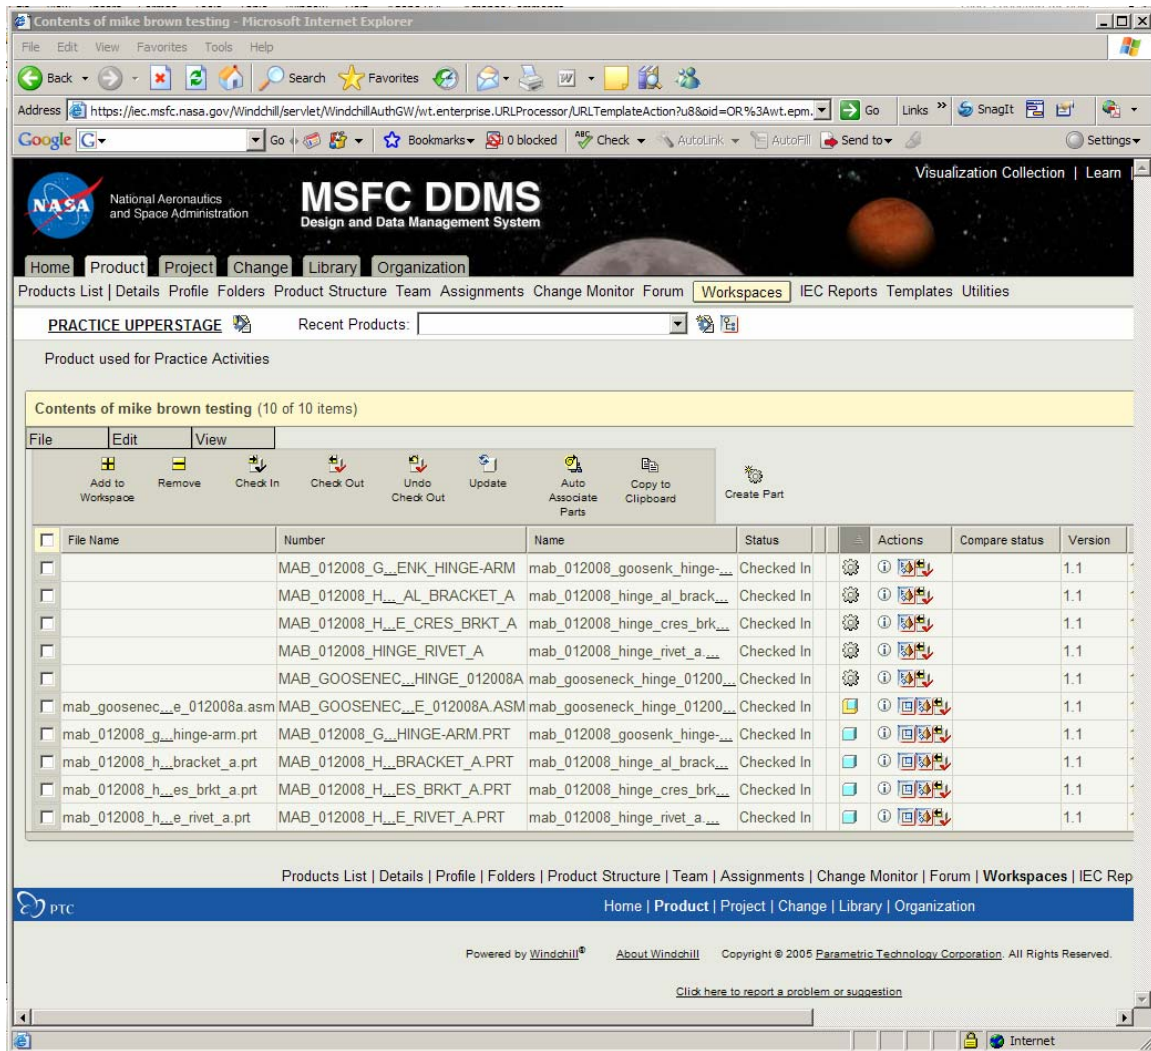 Contents of mike brown testing - Microsoft Internet Explorer
File Edit View Favorites Tools Help
Back Search Favorites
Address https://iec.msfc.nasa.gov/Windchill/servlet/WindchillAuthGW/wt.enterprise.URLProcessor/URLTemplateAction?u8&oid=OR%3Awt.epm. Go Links » SnagIt
Google G Go Bookmarks 0 blocked ABC Check AutoLink AutoFill Send to Settings
Visualization Collection | Learn |
NASA National Aeronautics and Space Administration
MSFC DDMS
Design and Data Management System
Home Product Project Change Library Organization
Products List | Details Profile Folders Product Structure Team Assignments Change Monitor Forum Workspaces IEC Reports Templates Utilities
PRACTICE UPPERSTAGE Recent Products:
Product used for Practice Activities
Contents of mike brown testing (10 of 10 items)
File Edit View
Add to Workspace Remove Check In Check Out Undo Check Out Update Auto Associate Parts Copy to Clipboard Create Part
File Name Number Name Status Actions Compare status Version
MAB_012008_G...ENK_HINGE-ARM mab_012008_goosenk_hinge-... Checked In 1.1
MAB_012008_H..._AL_BRACKET_A mab_012008_hinge_al_brack... Checked In 1.1
MAB_012008_H...E_CRES_BRKT_A mab_012008_hinge_cres_brk... Checked In 1.1
MAB_012008_HINGE_RIVET_A mab_012008_hinge_rivet_a.... Checked In 1.1
MAB_GOOSENEC...HINGE_012008A mab_gooseneck_hinge_01200... Checked In 1.1
mab_goosenec...e_012008a.asm MAB_GOOSENEC...E_012008A.ASM mab_gooseneck_hinge_01200... Checked In 1.1
mab_012008_g...hinge-arm.prt MAB_012008_G...HINGE-ARM.PRT mab_012008_goosenk_hinge-... Checked In 1.1
mab_012008_h...bracket_a.prt MAB_012008_H...BRACKET_A.PRT mab_012008_hinge_al_brack... Checked In 1.1
mab_012008_h...es_brkt_a.prt MAB_012008_H...ES_BRKT_A.PRT mab_012008_hinge_cres_brk... Checked In 1.1
mab_012008_h...e_rivet_a.prt MAB_012008_H...E_RIVET_A.PRT mab_012008_hinge_rivet_a.... Checked In 1.1
Products List | Details | Profile | Folders | Product Structure | Team | Assignments | Change Monitor | Forum | Workspaces | IEC Rep
PTC Home | Product | Project | Change | Library | Organization
Powered by Windchill® About Windchill Copyright © 2005 Parametric Technology Corporation. All Rights Reserved.
Click here to report a problem or suggestion
Internet